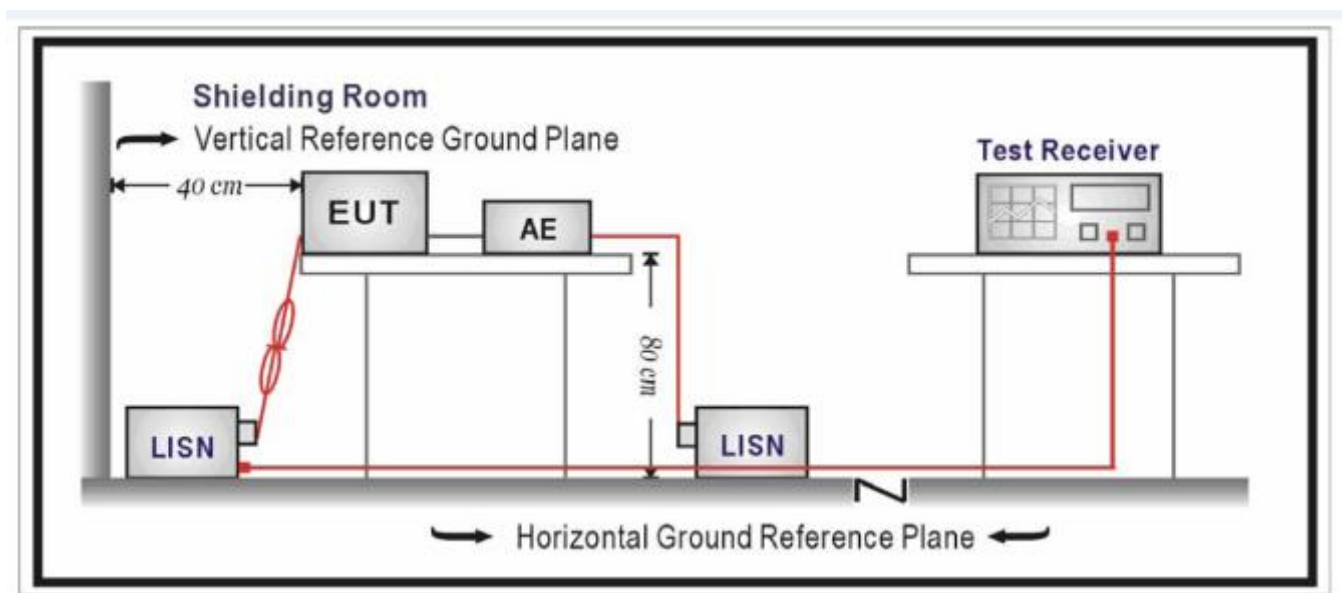 Shielding Room
Vertical Reference Ground Plane
Test Receiver
40 cm
EUT
AE
80 cm
LISN
LISN
Horizontal Ground Reference Plane